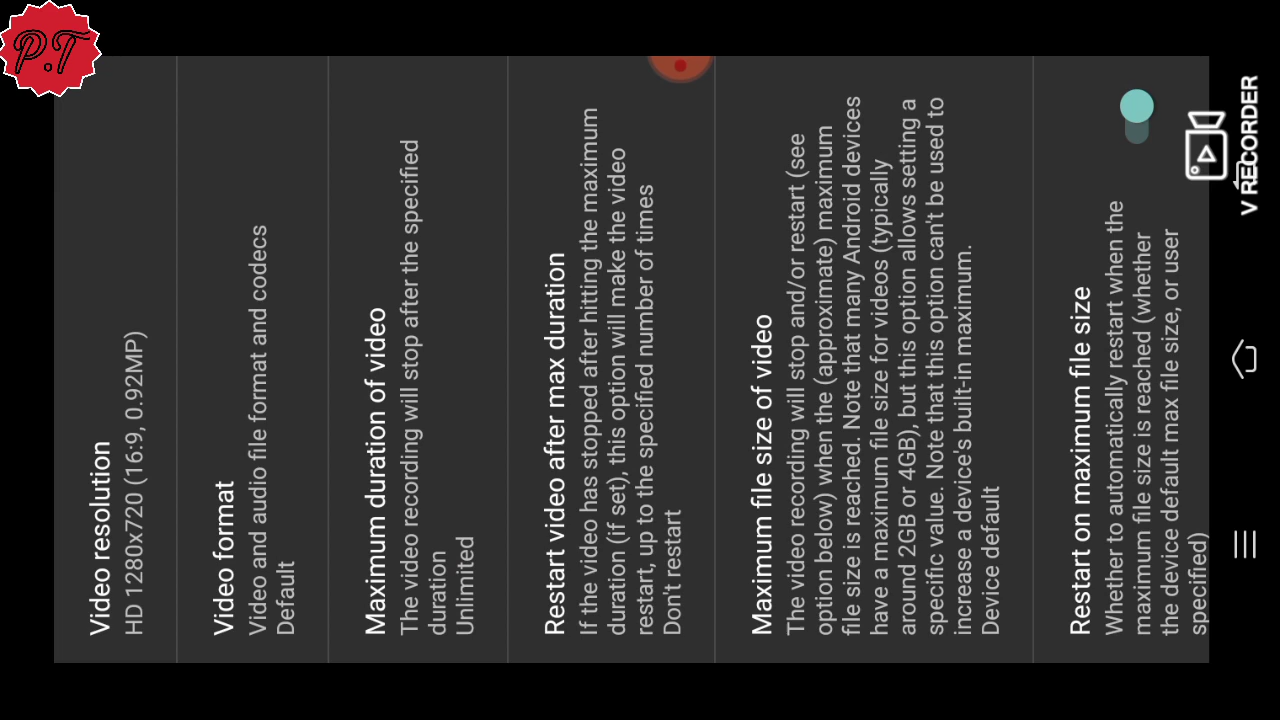 P.T
Video resolution
HD 1280x720 (16:9, 0.92MP)
Video format
Video and audio file format and codecs
Default
Maximum duration of video
The video recording will stop after the specified
duration
Unlimited
Restart video after max duration
If the video has stopped after hitting the maximum
duration (if set), this option will make the video
restart, up to the specified number of times
Don't restart
Maximum file size of video
The video recording will stop and/or restart (see
option below) when the (approximate) maximum
file size is reached. Note that many Android devices
have a maximum file size for videos (typically
around 2GB or 4GB), but this option allows setting a
specific value. Note that this option can't be used to
increase a device's built-in maximum.
Device default
Restart on maximum file size
Whether to automatically restart when the
maximum file size is reached (whether
the device default max file size, or user
specified)
V RECORDER